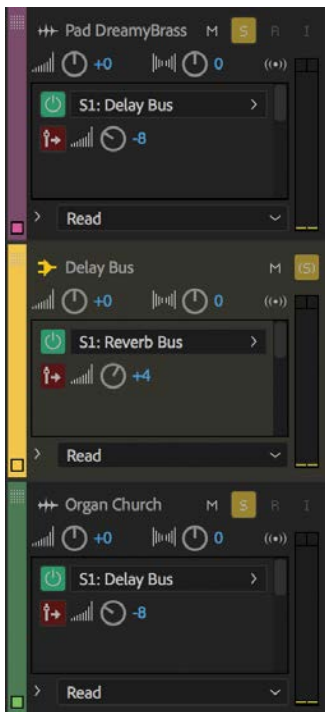 Pad DreamyBrass M S R I
+0 0
S1: Delay Bus
-8
Read
Delay Bus M (S)
+0 0
S1: Reverb Bus
+4
Read
Organ Church M S R I
+0 0
S1: Delay Bus
-8
Read